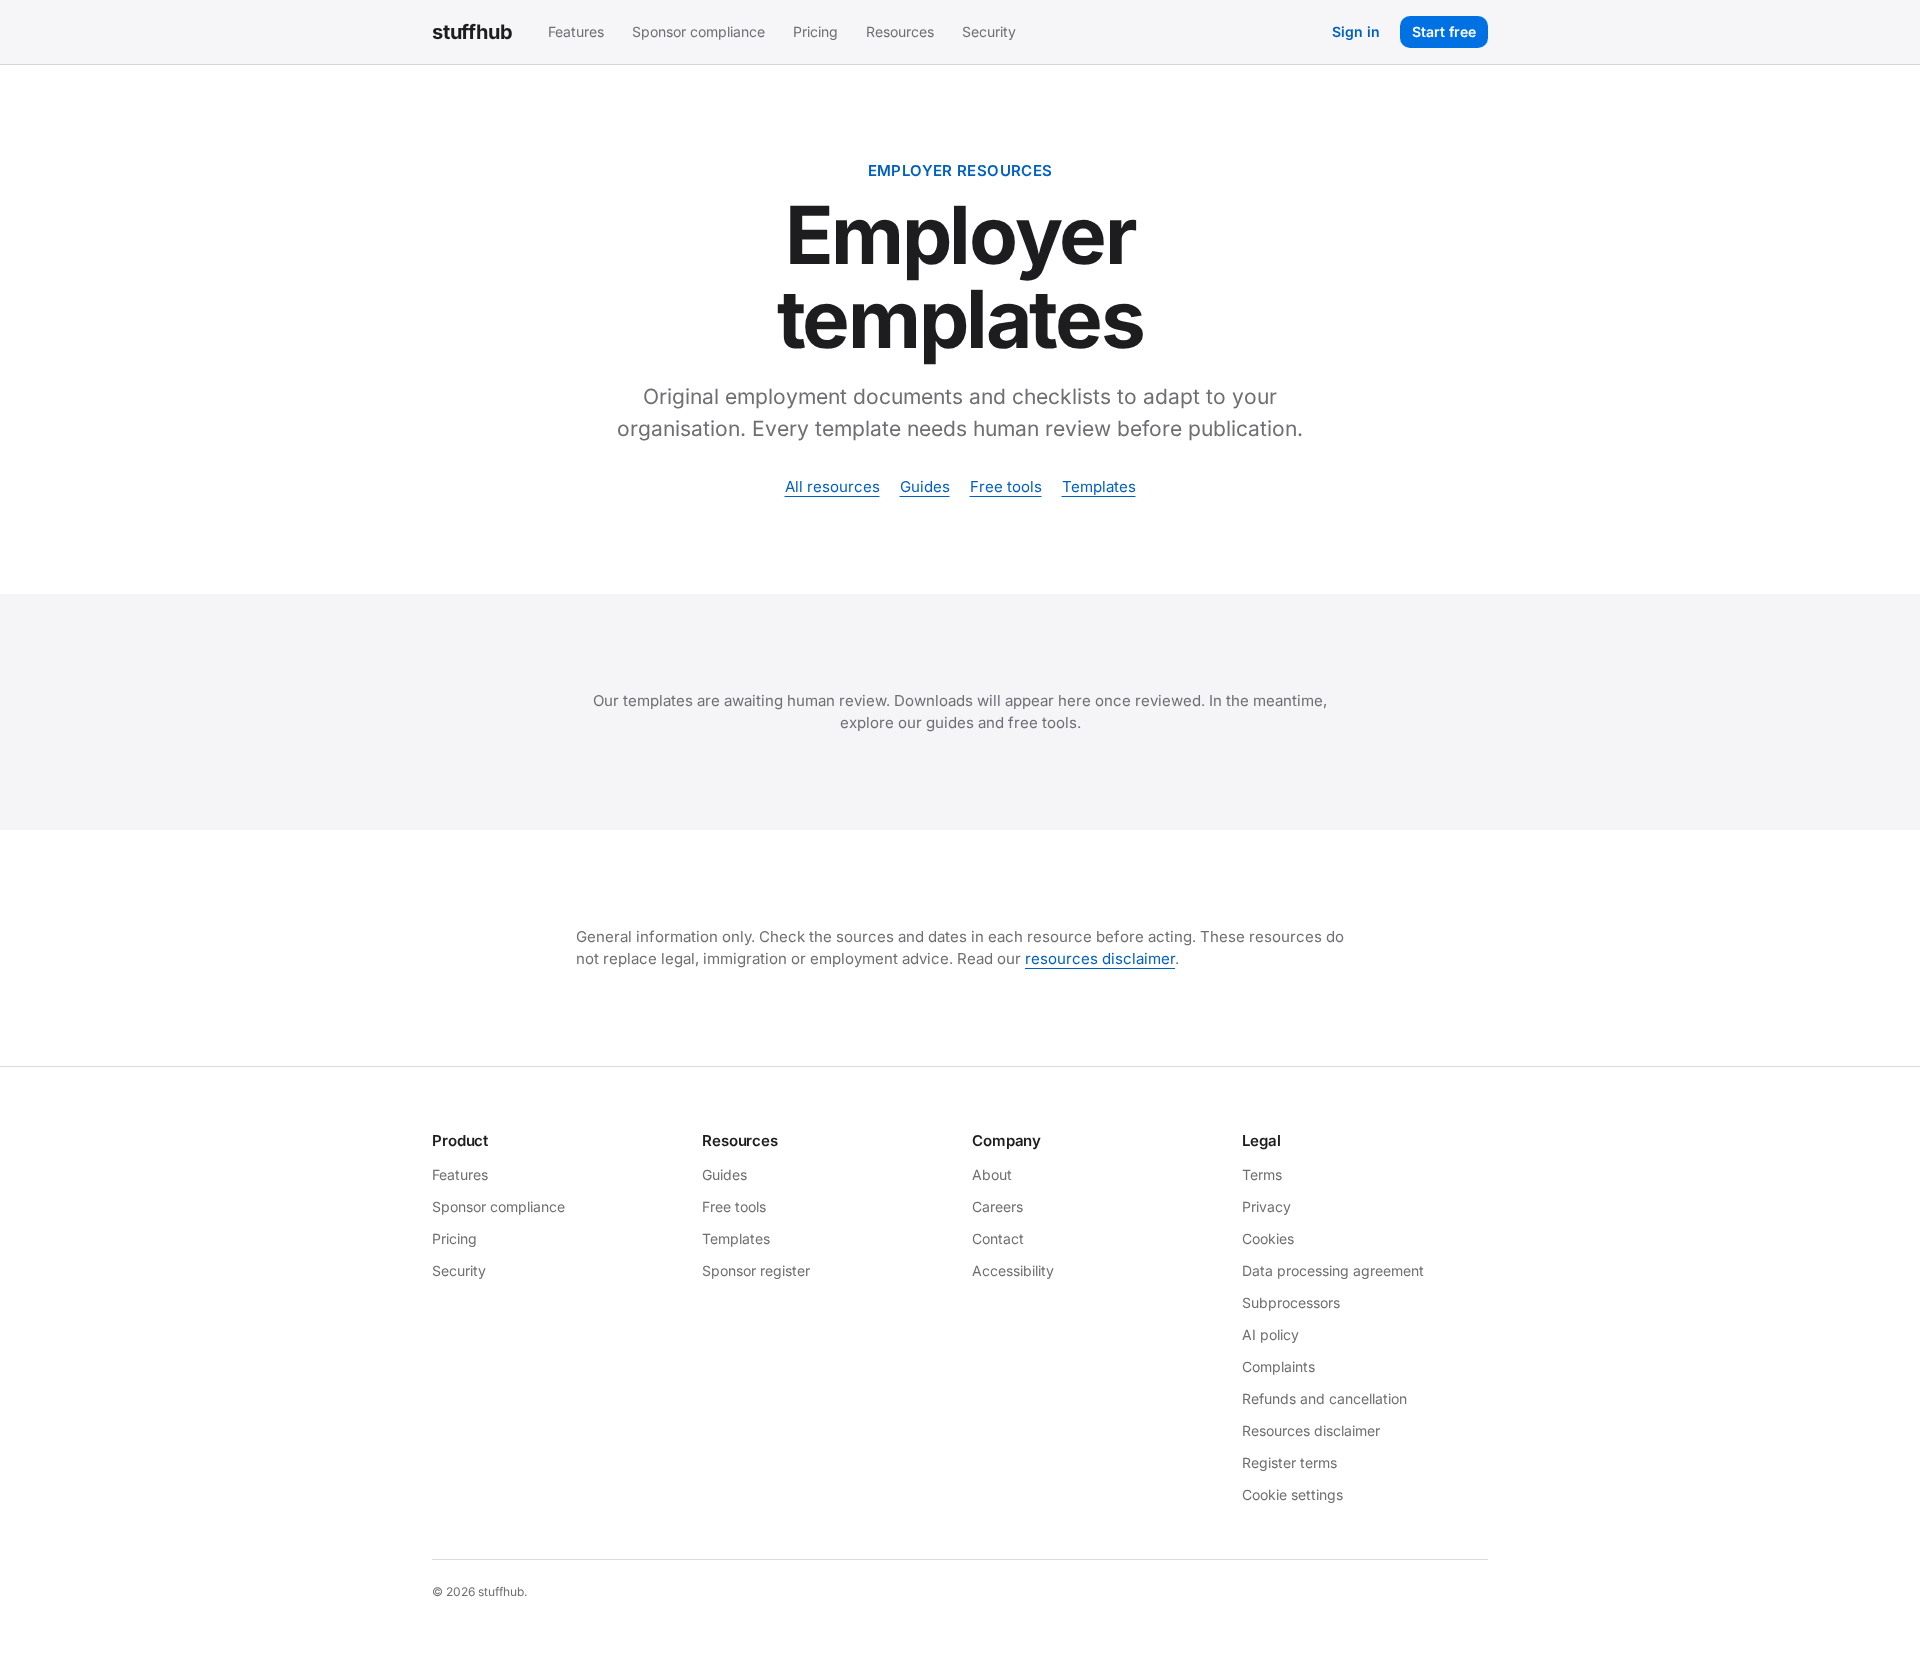 stuffhub
Features
Sponsor compliance
Pricing
Resources
Security
Sign in
Start free
EMPLOYER RESOURCES
Employer
templates
Original employment documents and checklists to adapt to your
organisation. Every template needs human review before publication.
All resources
Guides
Free tools
Templates
Our templates are awaiting human review. Downloads will appear here once reviewed. In the meantime,
explore our guides and free tools.
General information only. Check the sources and dates in each resource before acting. These resources do
not replace legal, immigration or employment advice. Read our resources disclaimer.
Product
Features
Sponsor compliance
Pricing
Security
Resources
Guides
Free tools
Templates
Sponsor register
Company
About
Careers
Contact
Accessibility
Legal
Terms
Privacy
Cookies
Data processing agreement
Subprocessors
AI policy
Complaints
Refunds and cancellation
Resources disclaimer
Register terms
Cookie settings
© 2026 stuffhub.